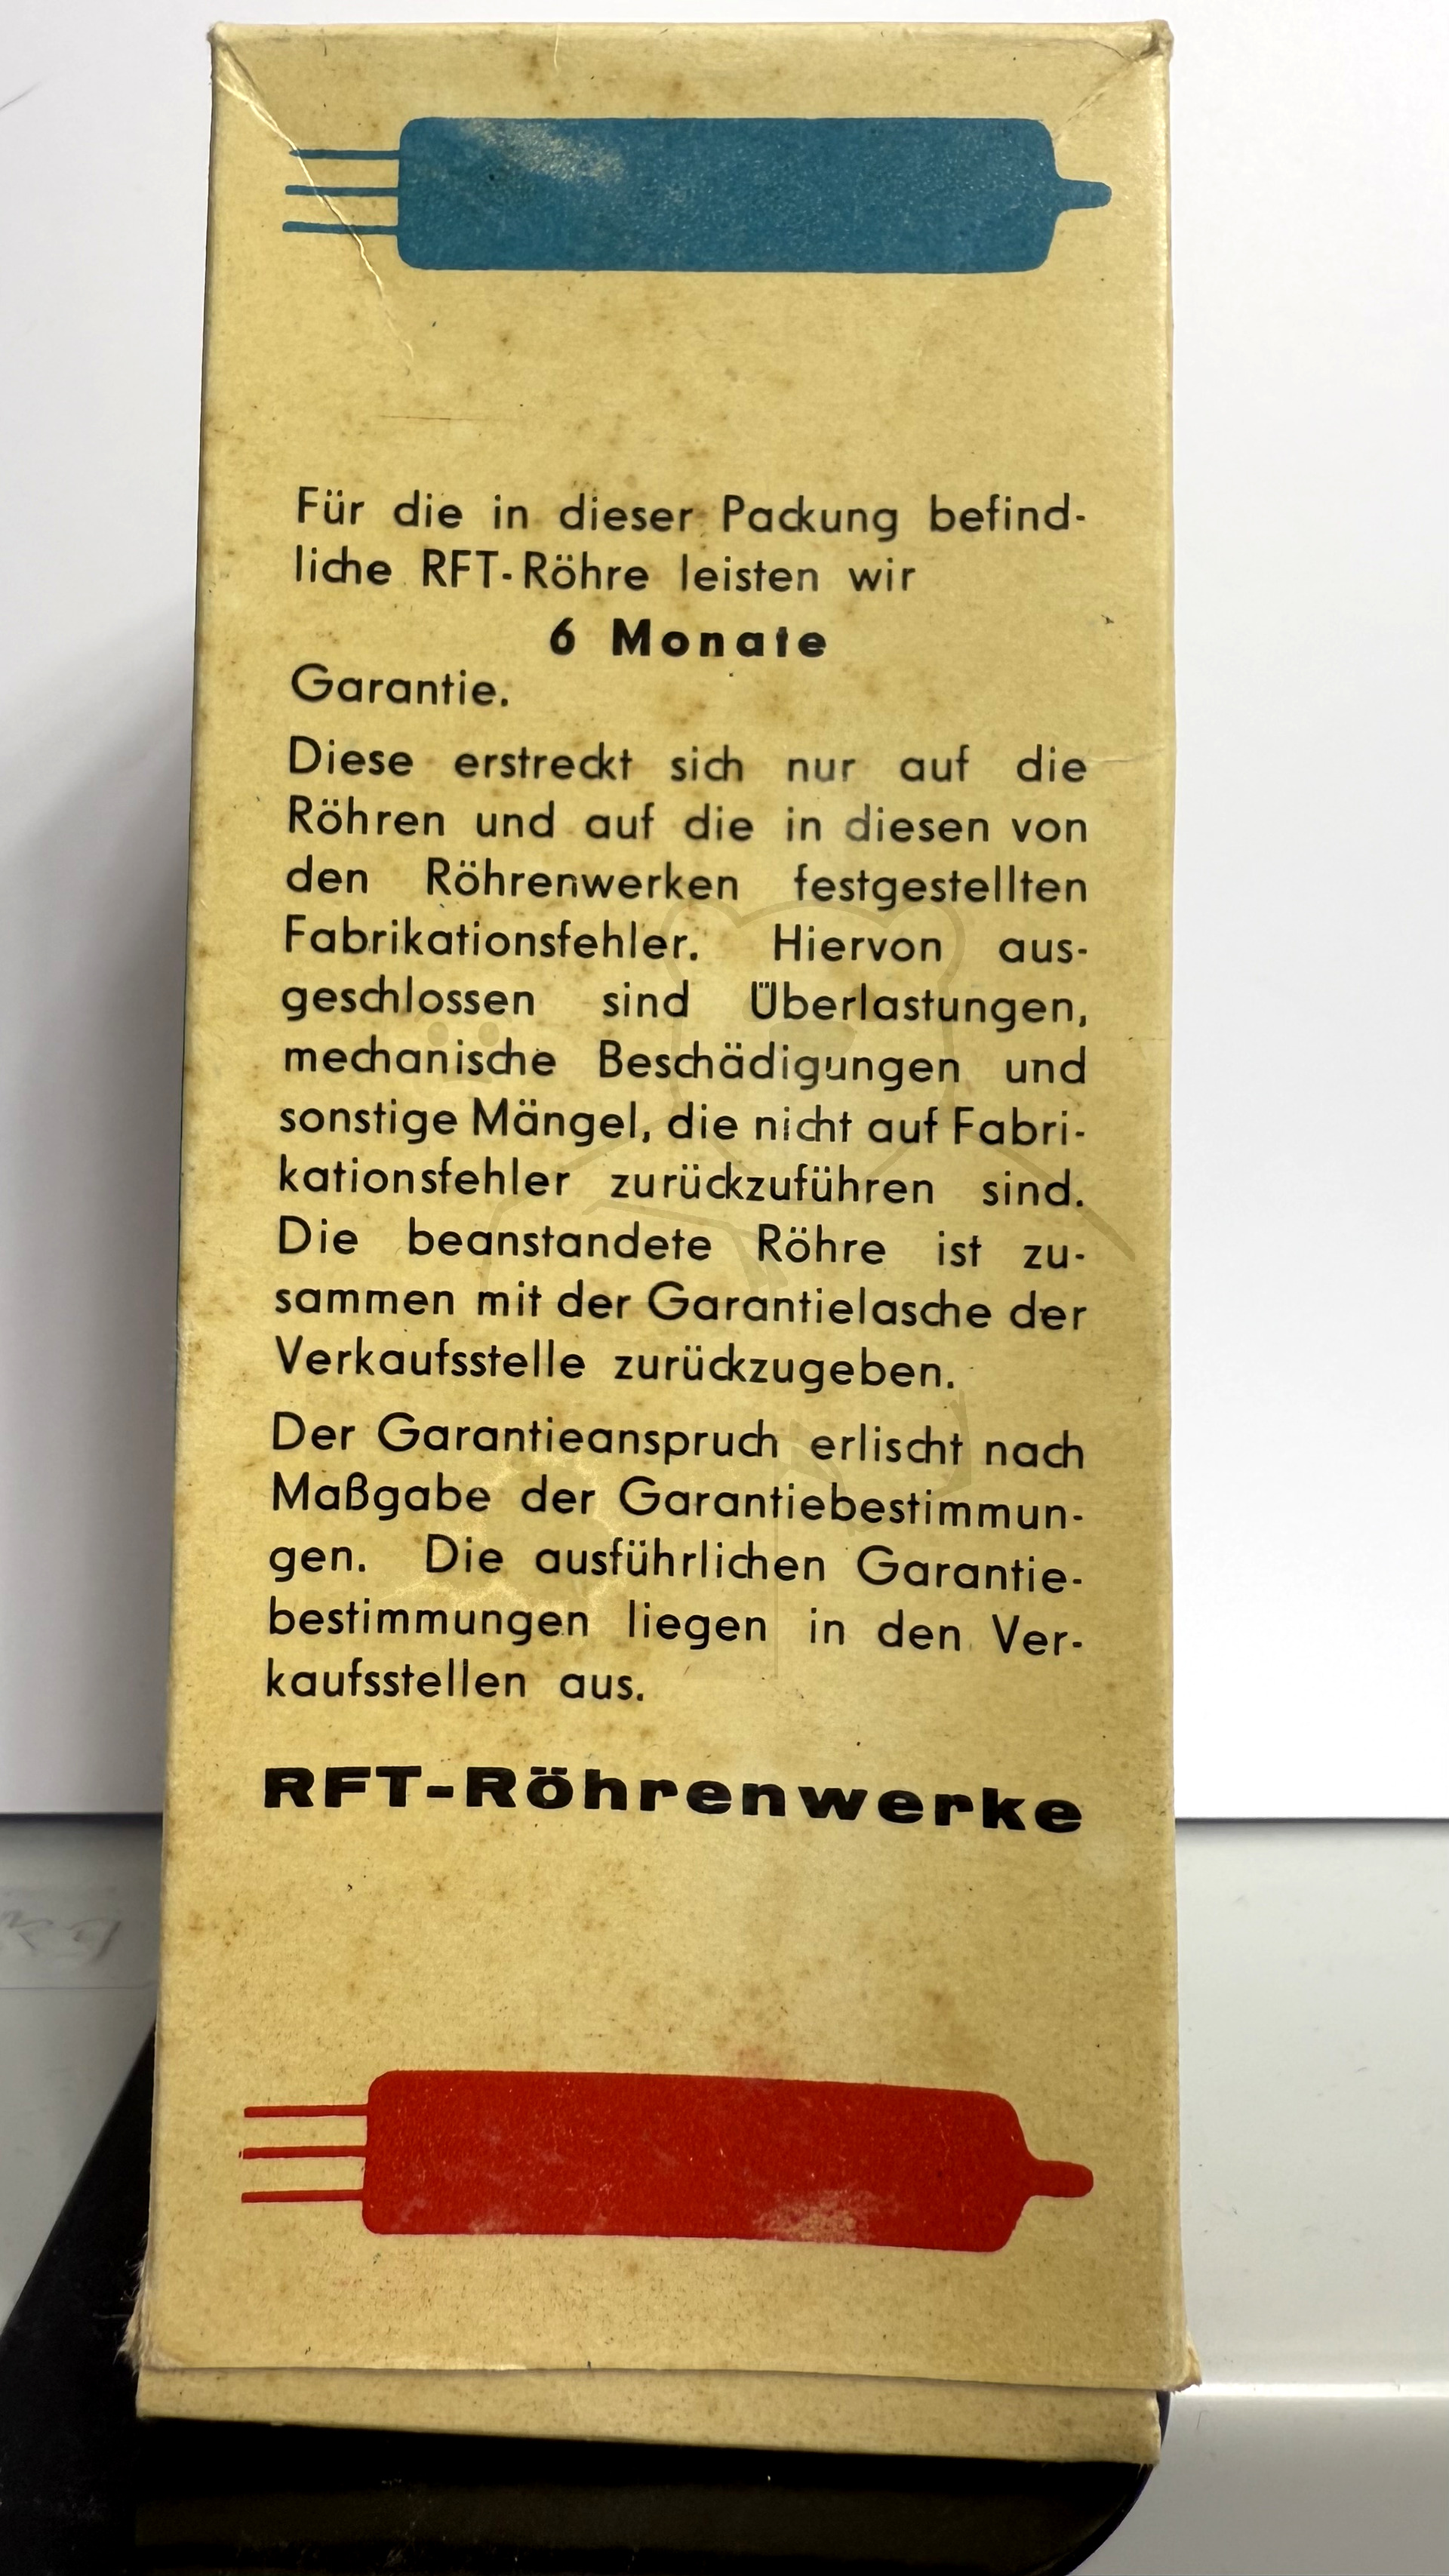 Für die in dieser Packung befind-
liche RFT-Röhre leisten wir
6 Monate
Garantie.
Diese erstreckt sich nur auf die
Röhren und auf die in diesen von
den Röhrenwerken festgestellten
Fabrikationsfehler. Hiervon aus-
geschlossen sind Überlastungen,
mechanische Beschädigungen und
sonstige Mängel, die nicht auf Fabri-
kationsfehler zurückzuführen sind.
Die beanstandete Röhre ist zu-
sammen mit der Garantielasche der
Verkaufsstelle zurückzugeben.
Der Garantieanspruch erlischt nach
Maßgabe der Garantiebestimmun-
gen. Die ausführlichen Garantie-
bestimmungen liegen in den Ver-
kaufsstellen aus.
RFT-Röhrenwerke